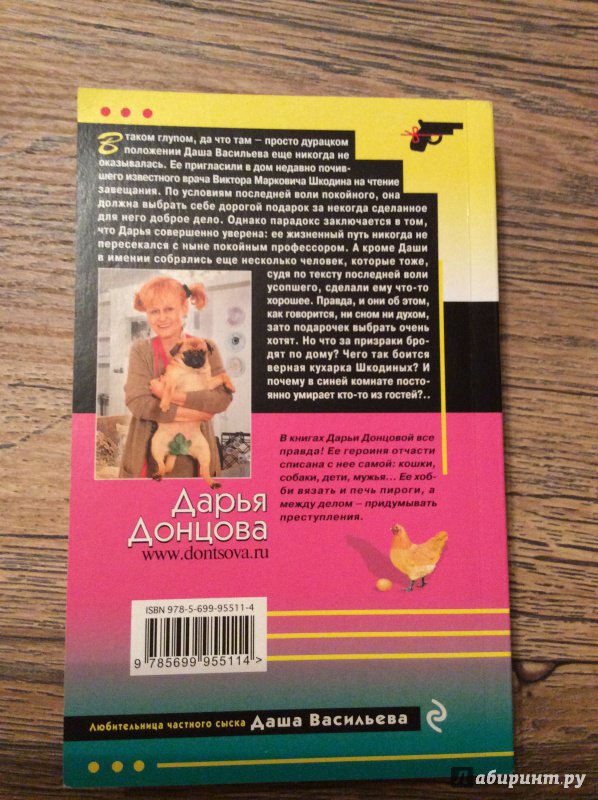 В таком глупом, да что там – просто дурацком
положении Даша Васильева еще никогда не
оказывалась. Ее пригласили в дом недавно почив-
шего известного врача Виктора Марковича Шкодина на чтение
завещания. По условиям последней воли покойного, она
должна выбрать себе дорогой подарок за некогда сделанное
для него доброе дело. Однако парадокс заключается в том,
что Дарья совершенно уверена: ее жизненный путь никогда не
пересекался с ныне покойным профессором. А кроме Даши
в имении собрались еще несколько человек, которые тоже,
судя по тексту последней воли
усопшего, сделали ему что-то
хорошее. Правда, и они об этом,
как говорится, ни сном ни духом,
зато подарочек выбрать очень
хотят. Но что за призраки бро-
дят по дому? Чего так боится
верная кухарка Шкодиных? И
почему в синей комнате посто-
янно умирает кто-то из гостей?..
В книгах Дарьи Донцовой все
правда! Ее героиня отчасти
списана с нее самой: кошки,
собаки, дети, мужья... Ее хоб-
би вязать и печь пироги, а
между делом – придумывать
преступления.
Дарья
Донцова
www.dontsova.ru
ISBN 978-5-699-95511-4
9 785699 955114 >
Любительница частного сыска Даша Васильева
Лабиринт.ру